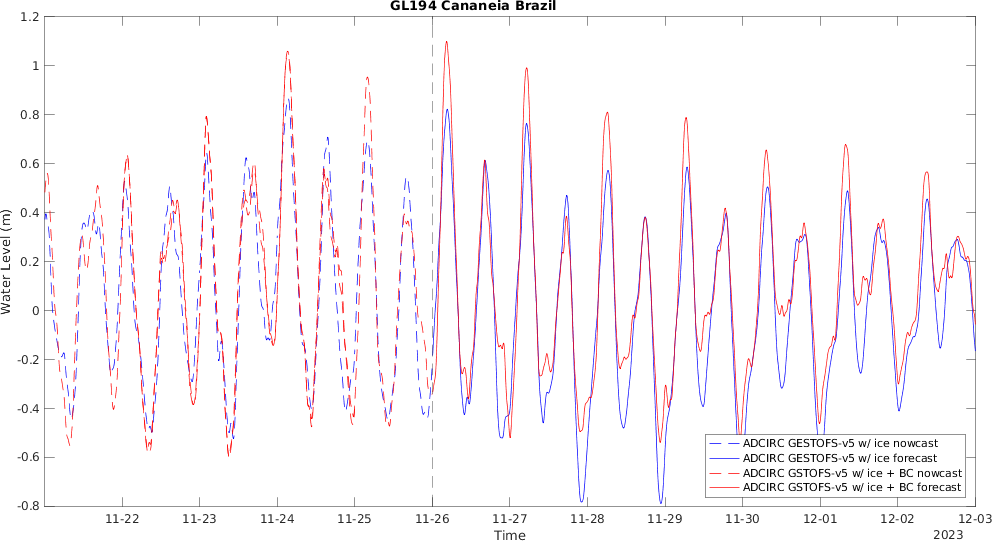 GL194 Cananeia Brazil
1.2
1
0.8
0.6
0.4
0.2
0
-0.2
-0.4
-0.6
-0.8
Water Level (m)
ADCIRC GESTOFS-v5 w/ ice nowcast
ADCIRC GESTOFS-v5 w/ ice forecast
ADCIRC GSTOFS-v5 w/ ice + BC nowcast
ADCIRC GSTOFS-v5 w/ ice + BC forecast
11-22 11-23 11-24 11-25 11-26 11-27 11-28 11-29 11-30 12-01 12-02 12-03
Time
2023